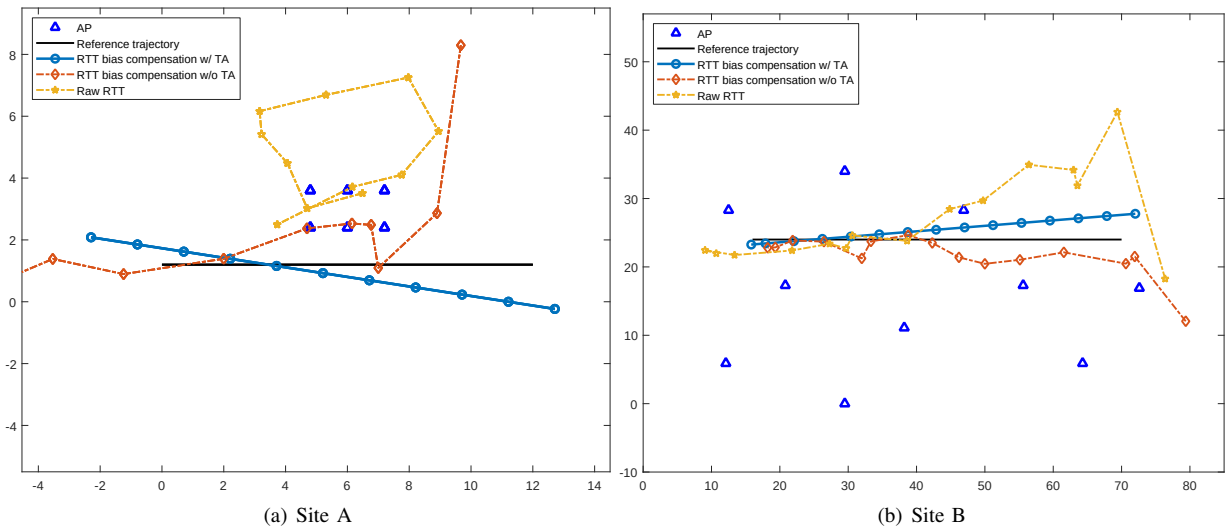 AP
Reference trajectory
RTT bias compensation w/ TA
RTT bias compensation w/o TA
Raw RTT
8
6
4
2
0
-2
-4
-4 -2 0 2 4 6 8 10 12 14
(a) Site A
AP
Reference trajectory
RTT bias compensation w/ TA
RTT bias compensation w/o TA
Raw RTT
50
40
30
20
10
0
-10
0 10 20 30 40 50 60 70 80
(b) Site B